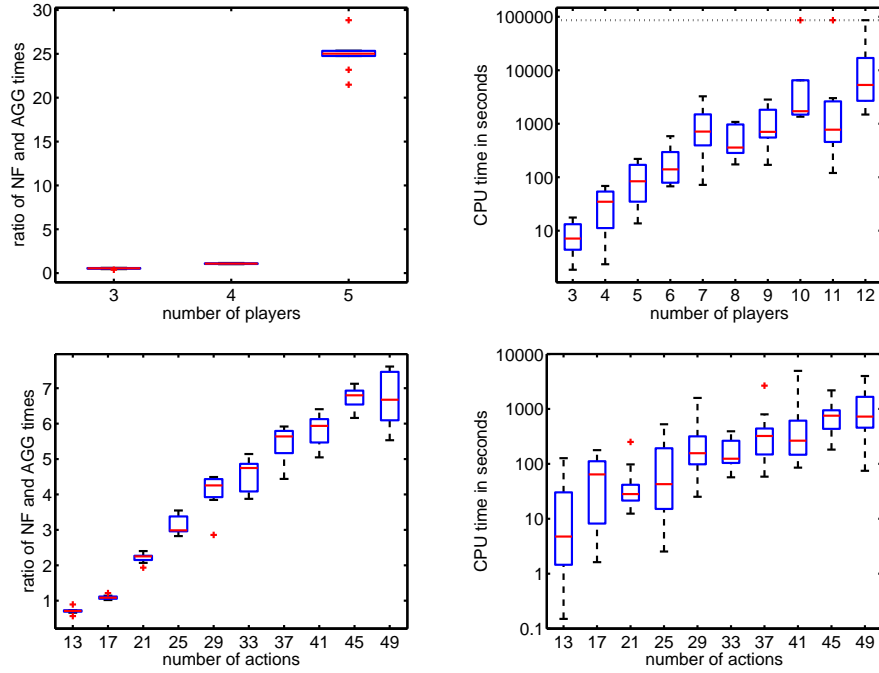 30
25
20
15
10
5
0
ratio of NF and AGG times
3 4 5
number of players
100000
10000
1000
100
10
CPU time in seconds
3 4 5 6 7 8 9 10 11 12
number of players
7
6
5
4
3
2
1
ratio of NF and AGG times
13 17 21 25 29 33 37 41 45 49
number of actions
10000
1000
100
10
1
0.1
CPU time in seconds
13 17 21 25 29 33 37 41 45 49
number of actions